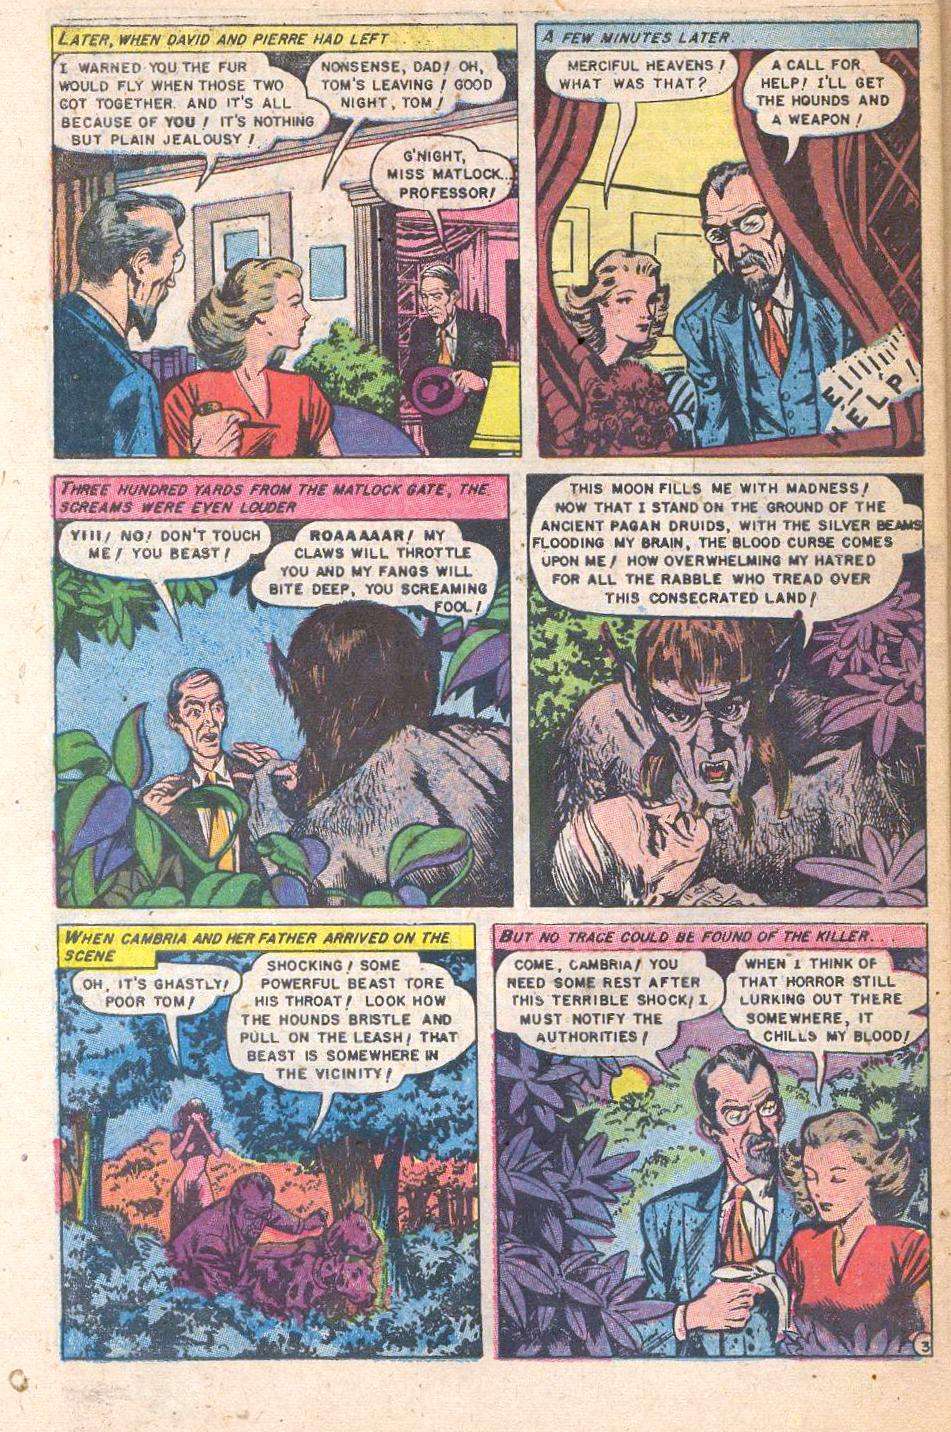 LATER, WHEN DAVID AND PIERRE HAD LEFT...
I WARNED YOU THE FUR
WOULD FLY WHEN THOSE TWO
GOT TOGETHER. AND IT'S ALL
BECAUSE OF YOU! IT'S NOTHING
BUT PLAIN JEALOUSY!
NONSENSE, DAD! OH,
TOM'S LEAVING! GOOD
NIGHT, TOM!
G'NIGHT,
MISS MATLOCK...
PROFESSOR!
A FEW MINUTES LATER...
MERCIFUL HEAVENS!
WHAT WAS THAT?
A CALL FOR
HELP! I'LL GET
THE HOUNDS AND
A WEAPON!
EEIIIII
HELP!
THREE HUNDRED YARDS FROM THE MATLOCK GATE, THE
SCREAMS WERE EVEN LOUDER
YIII! NO! DON'T TOUCH
ME! YOU BEAST!
ROAAAAAR! MY
CLAWS WILL THROTTLE
YOU AND MY FANGS WILL
BITE DEEP, YOU SCREAMING
FOOL!
THIS MOON FILLS ME WITH MADNESS!
NOW THAT I STAND ON THE GROUND OF THE
ANCIENT PAGAN DRUIDS, WITH THE SILVER BEAMS
FLOODING MY BRAIN, THE BLOOD CURSE COMES
UPON ME! HOW OVERWHELMING MY HATRED
FOR ALL THE RABBLE WHO TREAD OVER
THIS CONSECRATED LAND!
WHEN CAMBRIA AND HER FATHER ARRIVED ON THE
SCENE
OH, IT'S GHASTLY!
POOR TOM!
SHOCKING! SOME
POWERFUL BEAST TORE
HIS THROAT! LOOK HOW
THE HOUNDS BRISTLE AND
PULL ON THE LEASH! THAT
BEAST IS SOMEWHERE IN
THE VICINITY!
BUT NO TRACE COULD BE FOUND OF THE KILLER...
COME, CAMBRIA! YOU
NEED SOME REST AFTER
THIS TERRIBLE SHOCK! I
MUST NOTIFY THE
AUTHORITIES!
WHEN I THINK OF
THAT HORROR STILL
LURKING OUT THERE
SOMEWHERE, IT
CHILLS MY BLOOD!
3